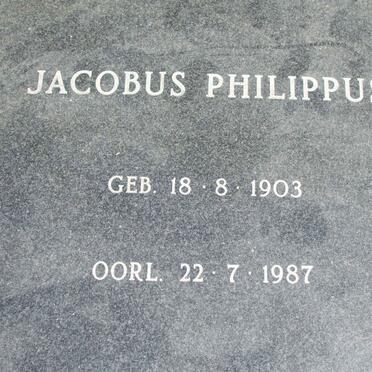 JACOBUS PHILIPPUS
GEB. 18 · 8 · 1903
OORL. 22 · 7 · 1987